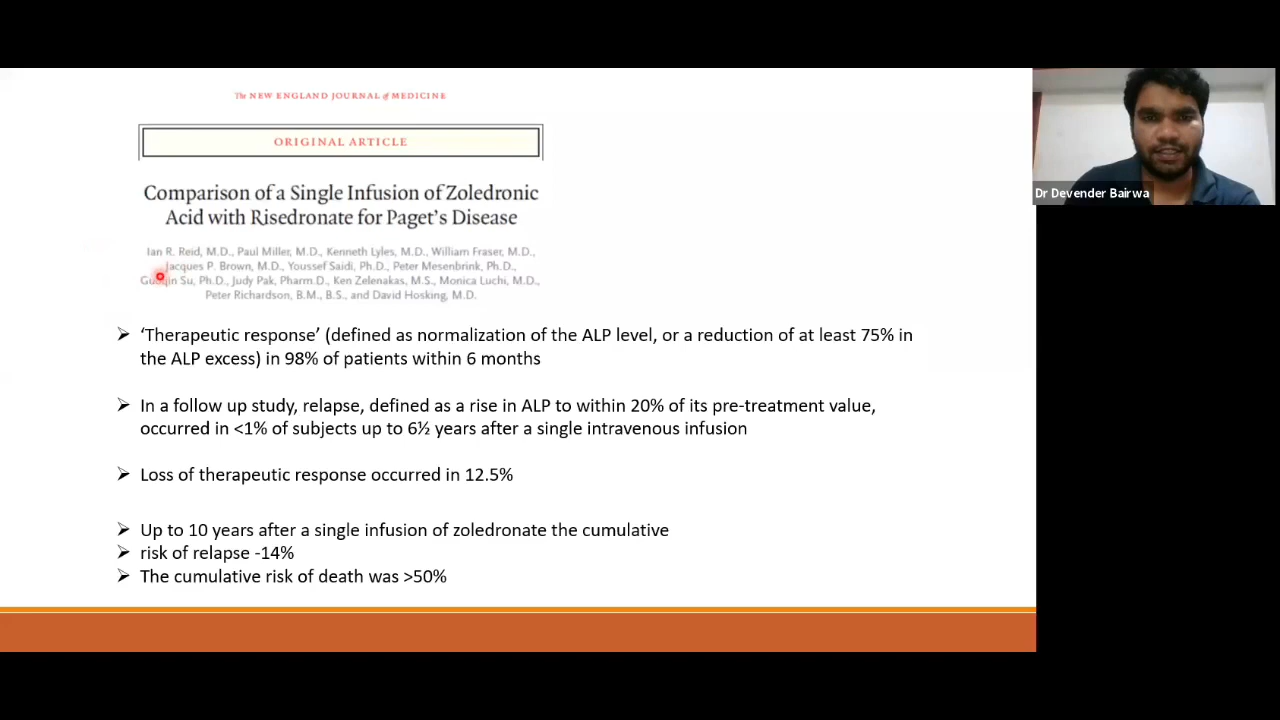 The NEW ENGLAND JOURNAL of MEDICINE
ORIGINAL ARTICLE
Comparison of a Single Infusion of Zoledronic
Acid with Risedronate for Paget's Disease
Ian R. Reid, M.D., Paul Miller, M.D., Kenneth Lyles, M.D., William Fraser, M.D.,
Jacques P. Brown, M.D., Youssef Saidi, Ph.D., Peter Mesenbrink, Ph.D.,
Su, Ph.D., Judy Pak, Pharm.D., Ken Zelenakas, M.S., Monica Luchi, M.D.,
Peter Richardson, B.M., B.S., and David Hosking, M.D.
➢ ‘Therapeutic response’ (defined as normalization of the ALP level, or a reduction of at least 75% in
the ALP excess) in 98% of patients within 6 months
➢ In a follow up study, relapse, defined as a rise in ALP to within 20% of its pre-treatment value,
occurred in <1% of subjects up to 6½ years after a single intravenous infusion
➢ Loss of therapeutic response occurred in 12.5%
➢ Up to 10 years after a single infusion of zoledronate the cumulative
➢ risk of relapse -14%
➢ The cumulative risk of death was >50%
Dr Devender Bairwa